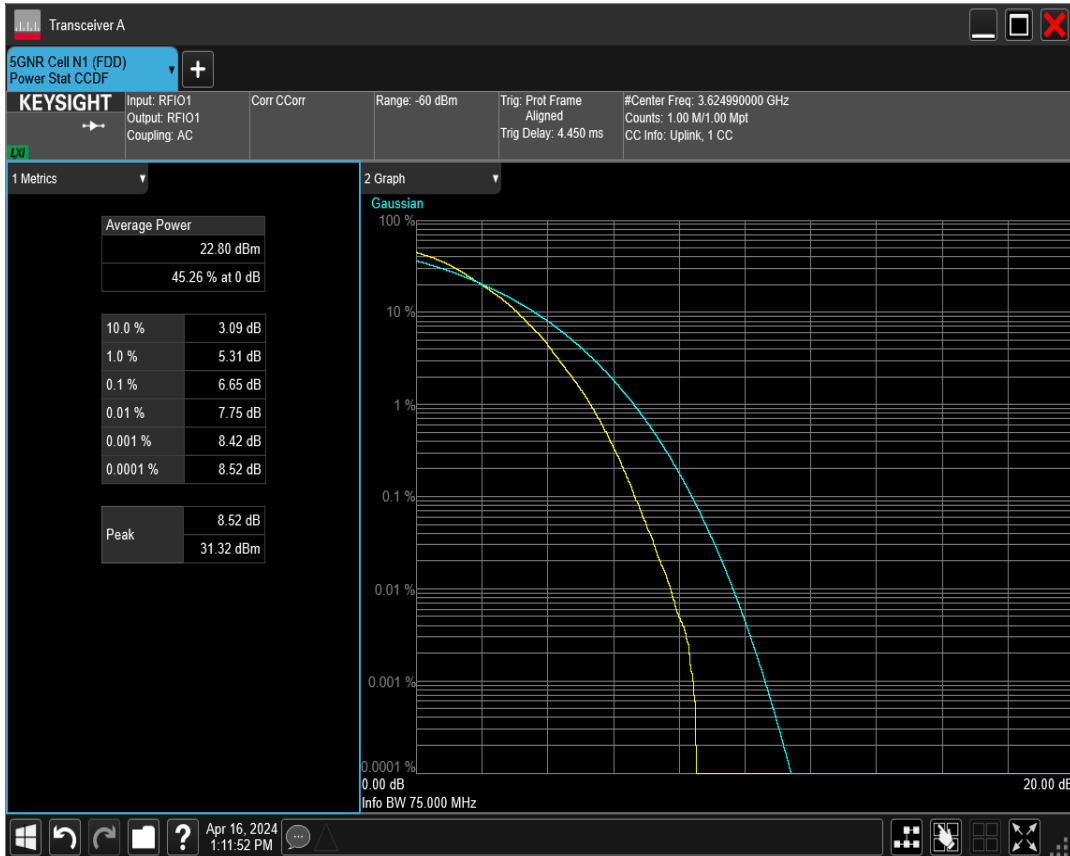 Transceiver A
5GNR Cell N1 (FDD)
Power Stat CCDF
+
KEYSIGHT
LXI
Input: RFIO1
Output: RFIO1
Coupling: AC
Corr CCorr
Range: -60 dBm
Trig: Prot Frame
Aligned
Trig Delay: 4.450 ms
#Center Freq: 3.624990000 GHz
Counts: 1.00 M/1.00 Mpt
CC Info: Uplink, 1 CC
1 Metrics
Average Power
22.80 dBm
45.26 % at 0 dB
10.0 % 3.09 dB
1.0 % 5.31 dB
0.1 % 6.65 dB
0.01 % 7.75 dB
0.001 % 8.42 dB
0.0001 % 8.52 dB
Peak
8.52 dB
31.32 dBm
2 Graph
Gaussian
100 %
10 %
1 %
0.1 %
0.01 %
0.001 %
0.0001 %
0.00 dB
20.00 dB
Info BW 75.000 MHz
?
Apr 16, 2024
1:11:52 PM